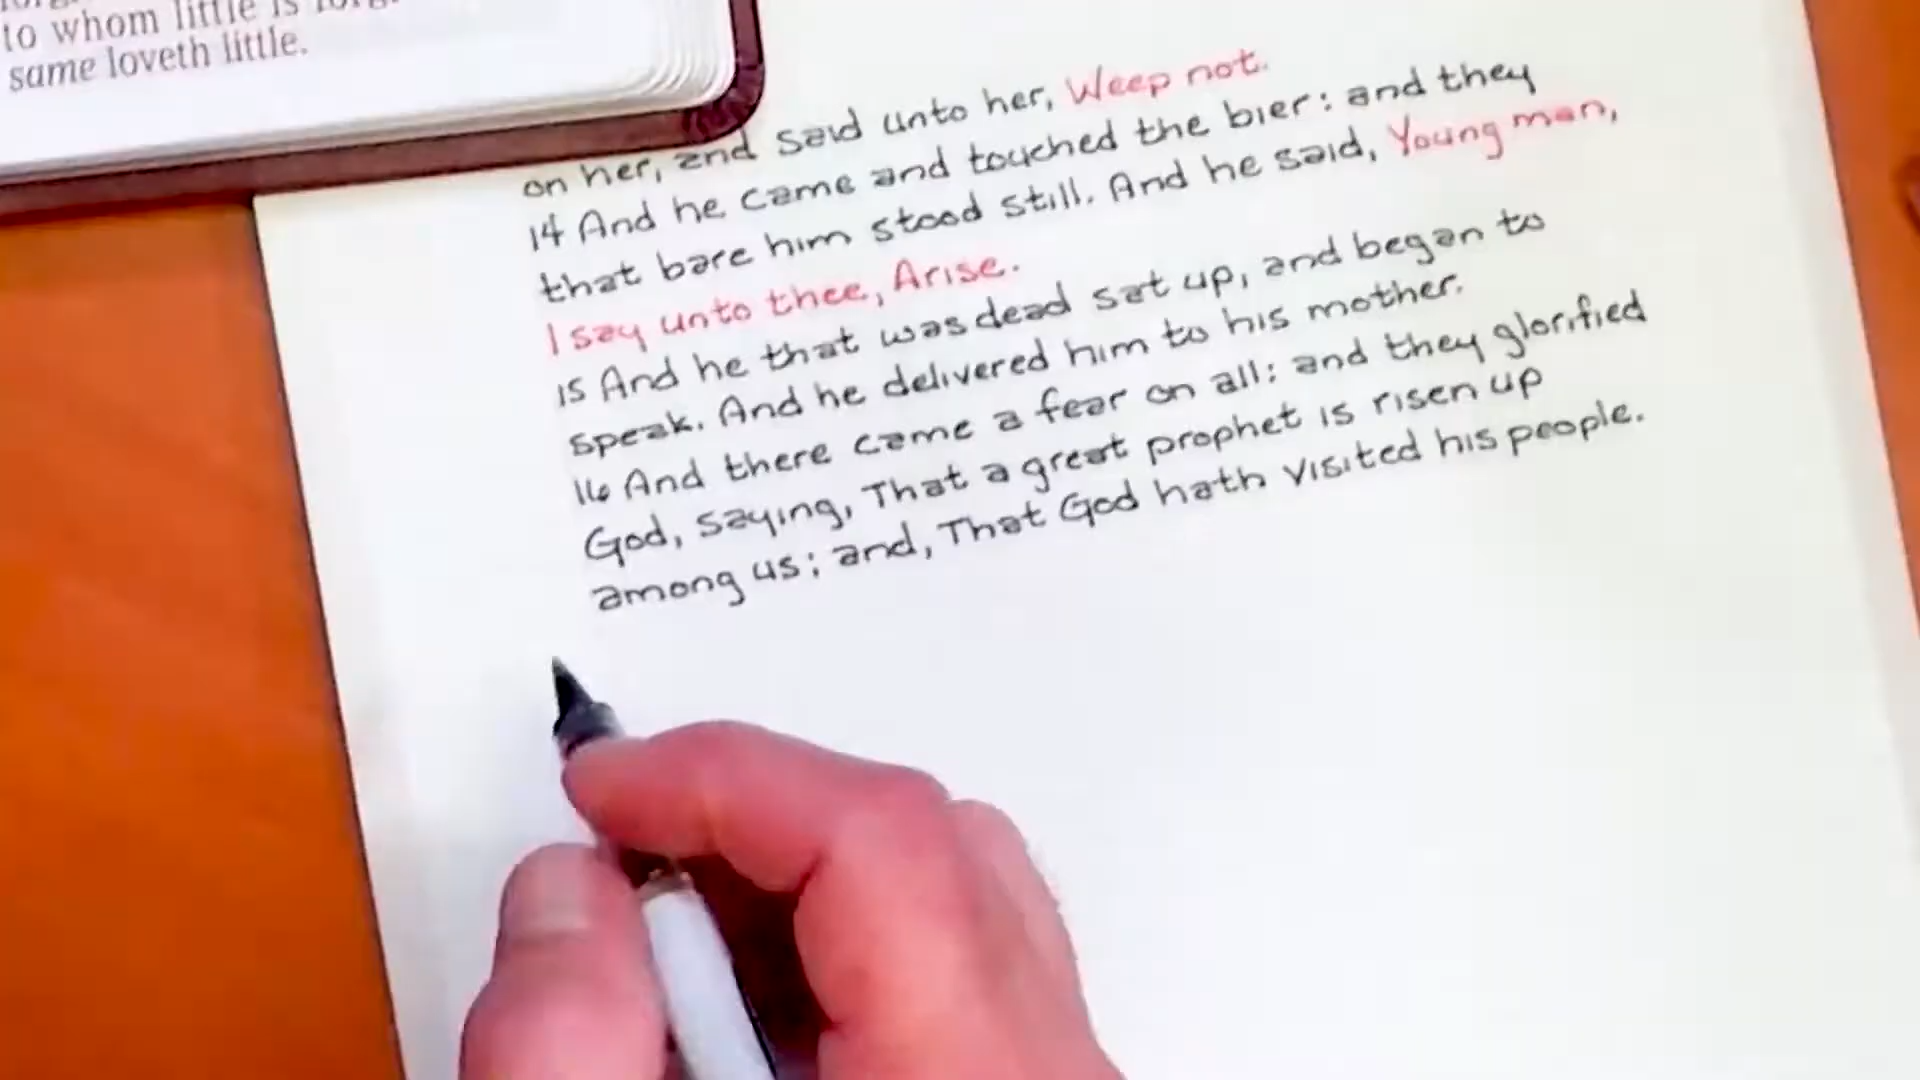 to whom little is
same loveth little.
on her, and said unto her, Weep not.
14 And he came and touched the bier: and they
that bare him stood still. And he said, Young man,
I say unto thee, Arise.
15 And he that was dead sat up, and began to
speak. And he delivered him to his mother.
16 And there came a fear on all: and they glorified
God, saying, That a great prophet is risen up
among us; and, That God hath visited his people.